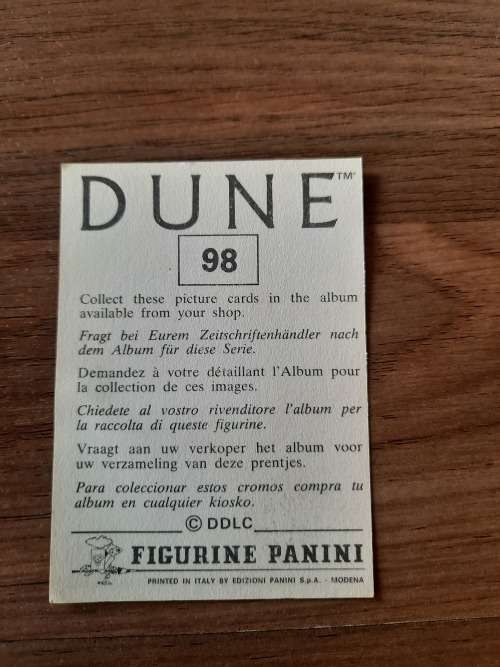 DUNE™
98
Collect these picture cards in the album
available from your shop.
Fragt bei Eurem Zeitschriftenhändler nach
dem Album für diese Serie.
Demandez à votre détaillant l'Album pour
la collection de ces images.
Chiedete al vostro rivenditore l'album per
la raccolta di queste figurine.
Vraagt aan uw verkoper het album voor
uw verzameling van deze prentjes.
Para coleccionar estos cromos compra tu
album en cualquier kiosko.
© DDLC
FIGURINE PANINI
PRINTED IN ITALY BY EDIZIONI PANINI S.p.A. - MODENA